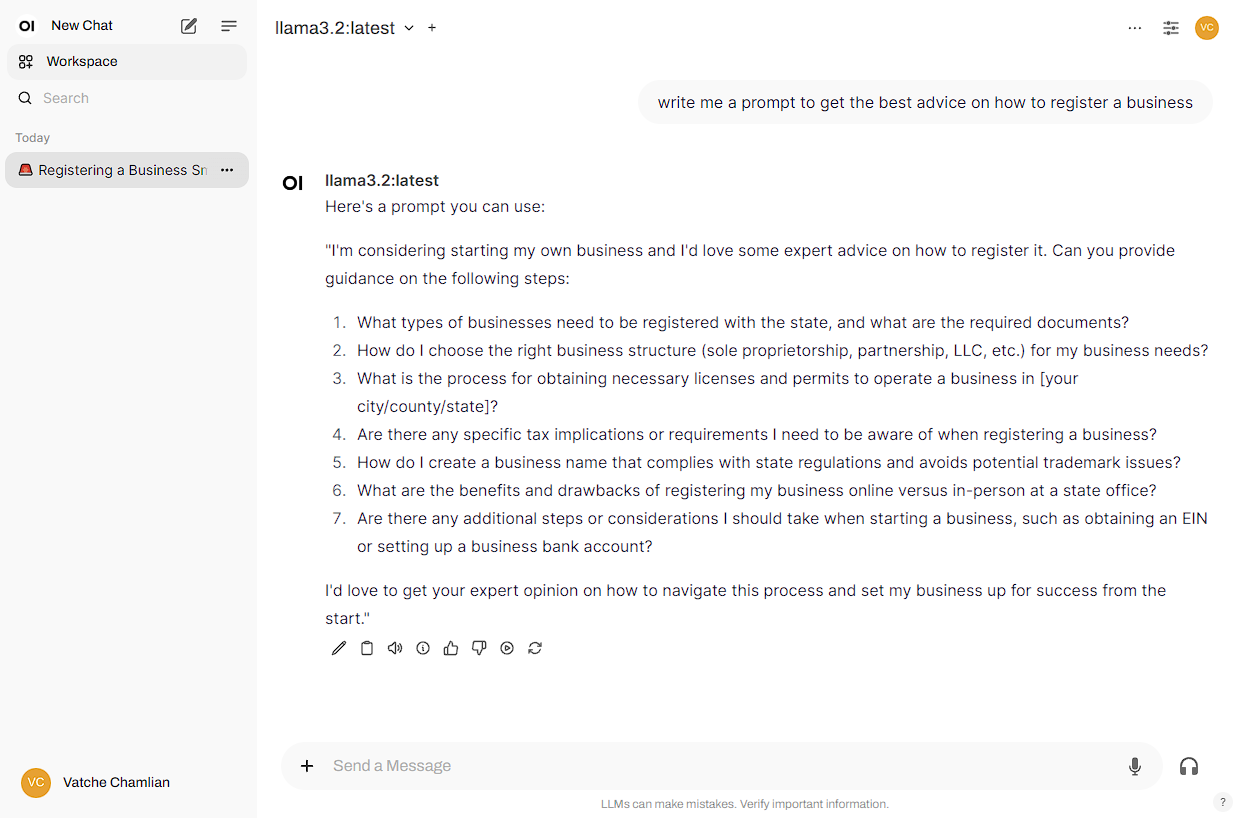 OI New Chat
Workspace
Search
Today
Registering a Business Sn
VC Vatche Chamlian
llama3.2:latest
VC
write me a prompt to get the best advice on how to register a business
OI llama3.2:latest
Here's a prompt you can use:
"I'm considering starting my own business and I'd love some expert advice on how to register it. Can you provide
guidance on the following steps:
1. What types of businesses need to be registered with the state, and what are the required documents?
2. How do I choose the right business structure (sole proprietorship, partnership, LLC, etc.) for my business needs?
3. What is the process for obtaining necessary licenses and permits to operate a business in [your
city/county/state]?
4. Are there any specific tax implications or requirements I need to be aware of when registering a business?
5. How do I create a business name that complies with state regulations and avoids potential trademark issues?
6. What are the benefits and drawbacks of registering my business online versus in-person at a state office?
7. Are there any additional steps or considerations I should take when starting a business, such as obtaining an EIN
or setting up a business bank account?
I'd love to get your expert opinion on how to navigate this process and set my business up for success from the
start."
Send a Message
LLMs can make mistakes. Verify important information.
?